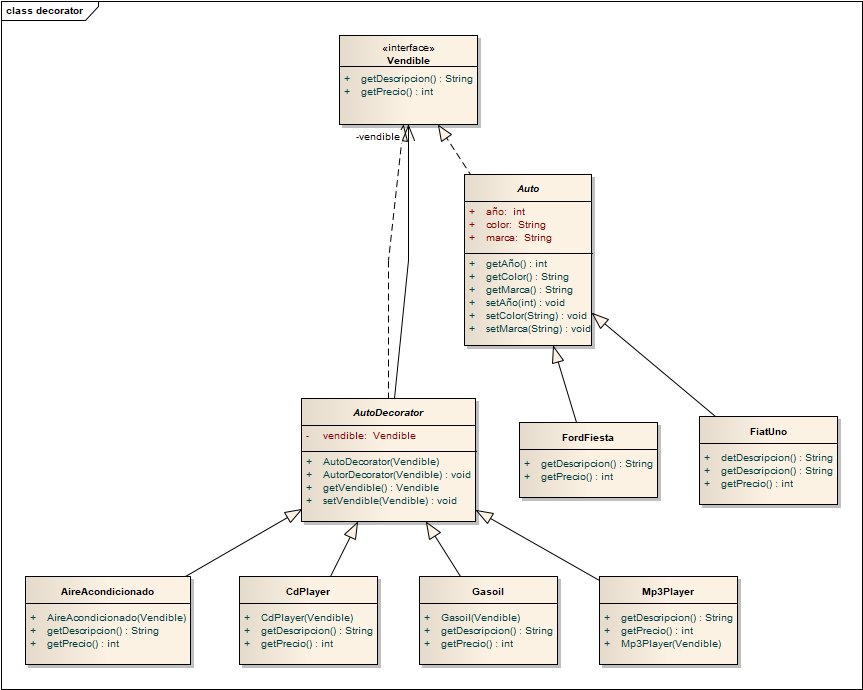 class decorator
«interface»
Vendible
+ getDescripcion() : String
+ getPrecio() : int
-vendible
Auto
+ año: int
+ color: String
+ marca: String
+ getAño() : int
+ getColor() : String
+ getMarca() : String
+ setAño(int) : void
+ setColor(String) : void
+ setMarca(String) : void
AutoDecorator
- vendible: Vendible
+ AutoDecorator(Vendible)
+ AutorDecorator(Vendible) : void
+ getVendible() : Vendible
+ setVendible(Vendible) : void
FordFiesta
+ getDescripcion() : String
+ getPrecio() : int
FiatUno
+ detDescripcion() : String
+ getDescripcion() : String
+ getPrecio() : int
AireAcondicionado
+ AireAcondicionado(Vendible)
+ getDescripcion() : String
+ getPrecio() : int
CdPlayer
+ CdPlayer(Vendible)
+ getDescripcion() : String
+ getPrecio() : int
Gasoil
+ Gasoil(Vendible)
+ getDescripcion() : String
+ getPrecio() : int
Mp3Player
+ getDescripcion() : String
+ getPrecio() : int
+ Mp3Player(Vendible)